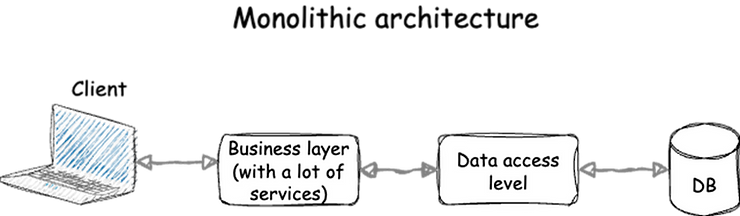 Monolithic architecture
Client
Business layer
(with a lot of
services)
Data access
level
DB